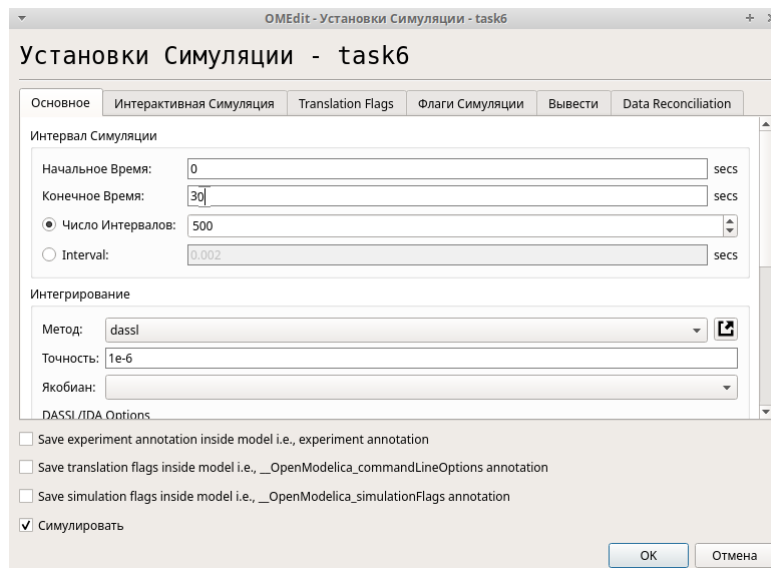 OMEdit - Установки Симуляции - task6
Установки Симуляции - task6
Основное Интерактивная Симуляция Translation Flags Флаги Симуляции Вывести Data Reconciliation
Интервал Симуляции
Начальное Время: 0 secs
Конечное Время: 30 secs
Число Интервалов: 500
Interval: 0.002 secs
Интегрирование
Метод: dassl
Точность: 1e-6
Якобиан:
DASSL/IDA Options
Save experiment annotation inside model i.e., experiment annotation
Save translation flags inside model i.e., __OpenModelica_commandLineOptions annotation
Save simulation flags inside model i.e., __OpenModelica_simulationFlags annotation
Симулировать
OK Отмена